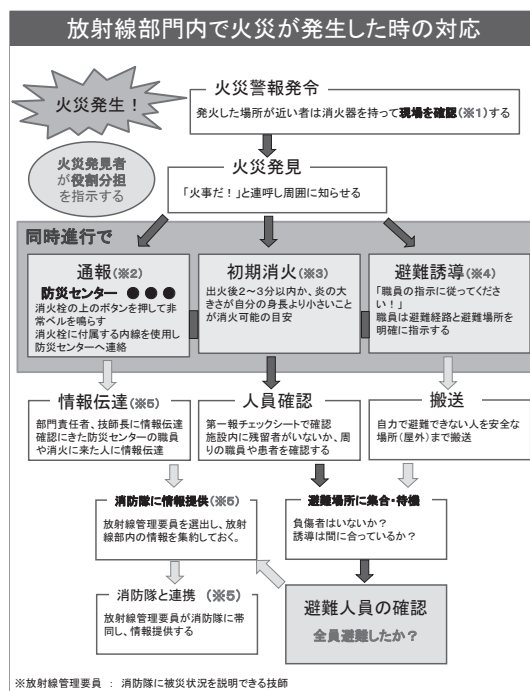 放射線部門内で火災が発生した時の対応
火災発生！
火災警報発令
発火した場所が近い者は消火器を持って現場を確認(※1)する
火災発見者
が役割分担
を指示する
火災発見
「火事だ！」と連呼し周囲に知らせる
同時進行で
通報(※2)
防災センター ●●●
消火栓の上のボタンを押して非
常ベルを鳴らす
消火栓に付属する内線を使用し
防災センターへ連絡
初期消火(※3)
出火後2～3分以内か、炎の大
きさが自分の身長より小さいこと
が消火可能の目安
避難誘導(※4)
「職員の指示に従ってくださ
い！」
職員は避難経路と避難場所を
明確に指示する
情報伝達(※5)
部門責任者、技師長に情報伝達
確認にきた防災センターの職員
や消火に来た人に情報伝達
人員確認
第一報チェックシートで確認
施設内に残留者がいないか、周
りの職員や患者を確認する
搬送
自力で避難できない人を安全な
場所(屋外)まで搬送
消防隊に情報提供(※5)
放射線管理要員を選出し、放射
線部内の情報を集約しておく。
避難場所に集合・待機
負傷者はいないか？
誘導は間に合っているか？
消防隊と連携(※5)
放射線管理要員が消防隊に帯
同し、情報提供する
避難人員の確認
全員避難したか？
※放射線管理要員 ： 消防隊に被災状況を説明できる技師